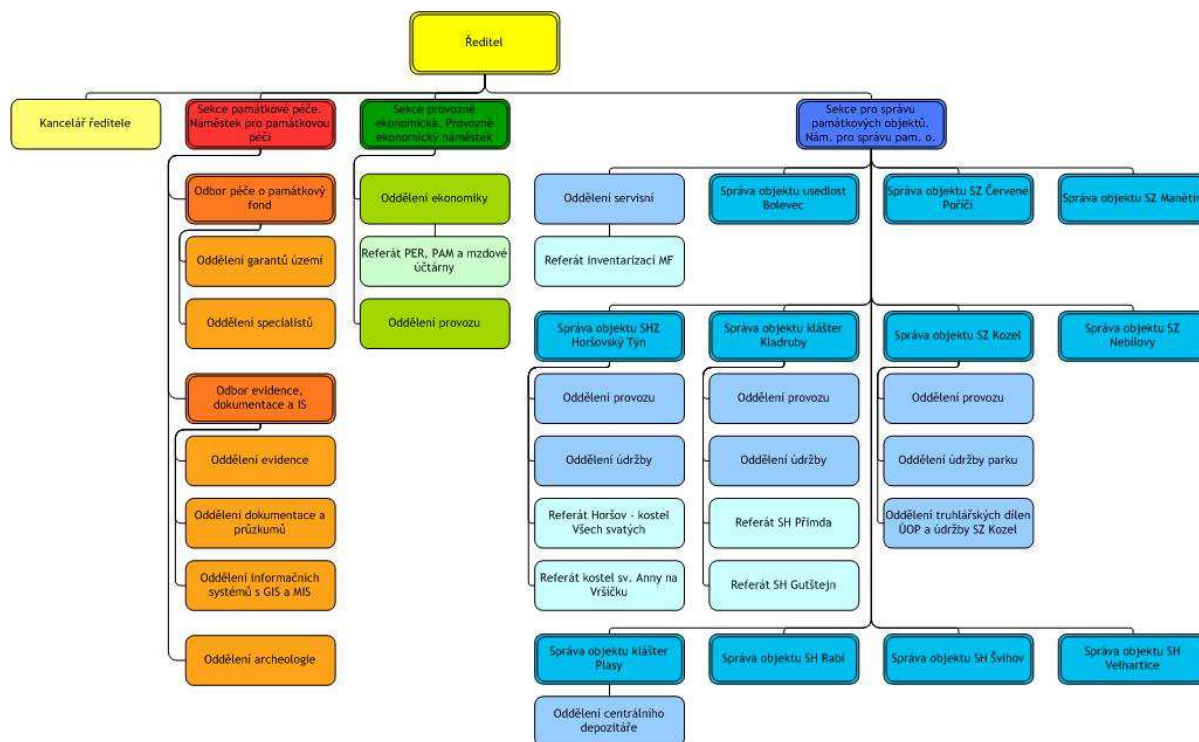 Ředitel
Kancelář ředitele
Sekce památkové péče.
Náměstek pro památkovou
péči
Sekce provozně
ekonomická. Provozně
ekonomický náměstek
Sekce pro správu
památkových objektů.
Nám. pro správu pam. o.
Odbor péče o památkový
fond
Oddělení garantů území
Oddělení specialistů
Odbor evidence,
dokumentace a IS
Oddělení evidence
Oddělení dokumentace a
průzkumů
Oddělení informačních
systémů s GIS a MIS
Oddělení archeologie
Oddělení ekonomiky
Referát PER, PAM a mzdové
účtárny
Oddělení provozu
Oddělení servisní
Referát inventarizací MF
Správa objektu usedlost
Bolevec
Správa objektu SZ Červené
Poříčí
Správa objektu SZ Manětín
Správa objektu SHZ
Horšovský Týn
Oddělení provozu
Oddělení údržby
Referát Horšov - kostel
Všech svatých
Referát kostel sv. Anny na
Vršíčku
Správa objektu klášter
Kladruby
Oddělení provozu
Oddělení údržby
Referát SH Přimda
Referát SH Gutštejn
Správa objektu SZ Kozel
Oddělení provozu
Oddělení údržby parku
Oddělení truhlářských dílen
ÚOP a údržby SZ Kozel
Správa objektu SZ
Nebílovy
Správa objektu klášter
Plasy
Oddělení centrálního
depozitáře
Správa objektu SH Rabí
Správa objektu SH Švihov
Správa objektu SH
Velhartice